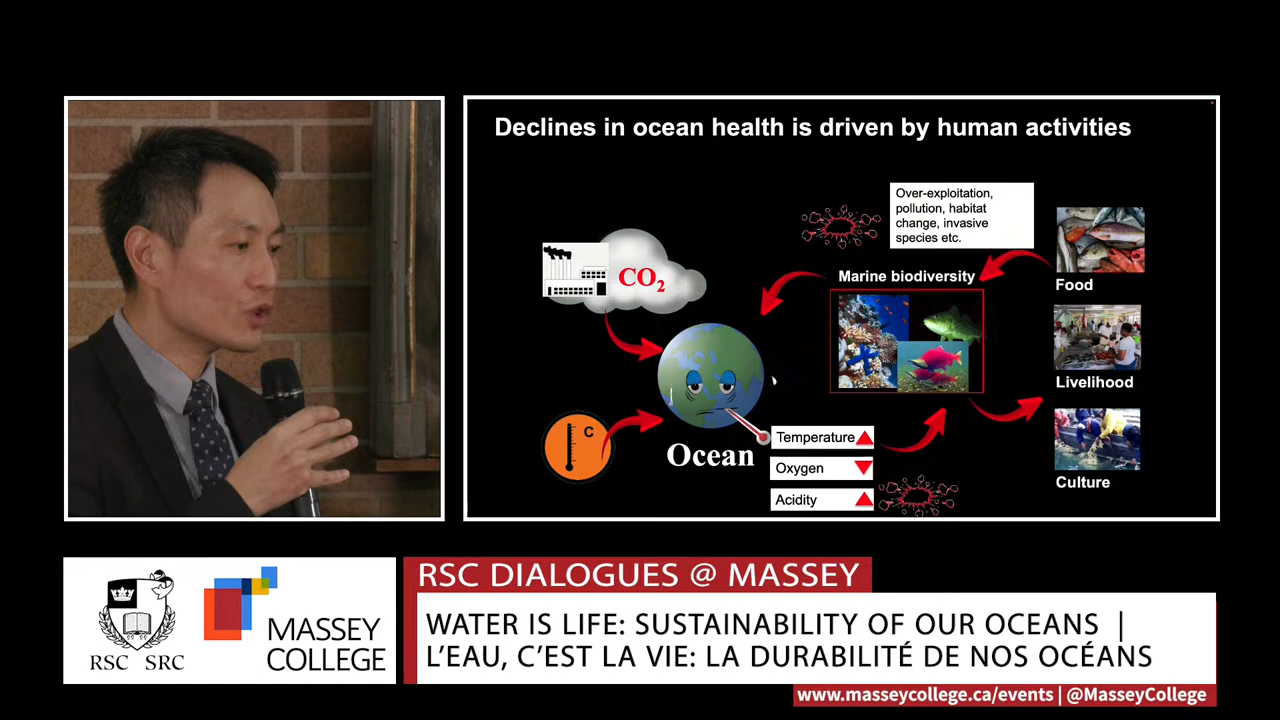 Declines in ocean health is driven by human activities
Over-exploitation,
pollution, habitat
change, invasive
species etc.
CO2
Marine biodiversity
Food
Livelihood
C
Ocean
Temperature
Oxygen
Acidity
Culture
RSC SRC
MASSEY
COLLEGE
RSC DIALOGUES @ MASSEY
WATER IS LIFE: SUSTAINABILITY OF OUR OCEANS |
L'EAU, C'EST LA VIE: LA DURABILITÉ DE NOS OCÉANS
www.masseycollege.ca/events | @MasseyCollege